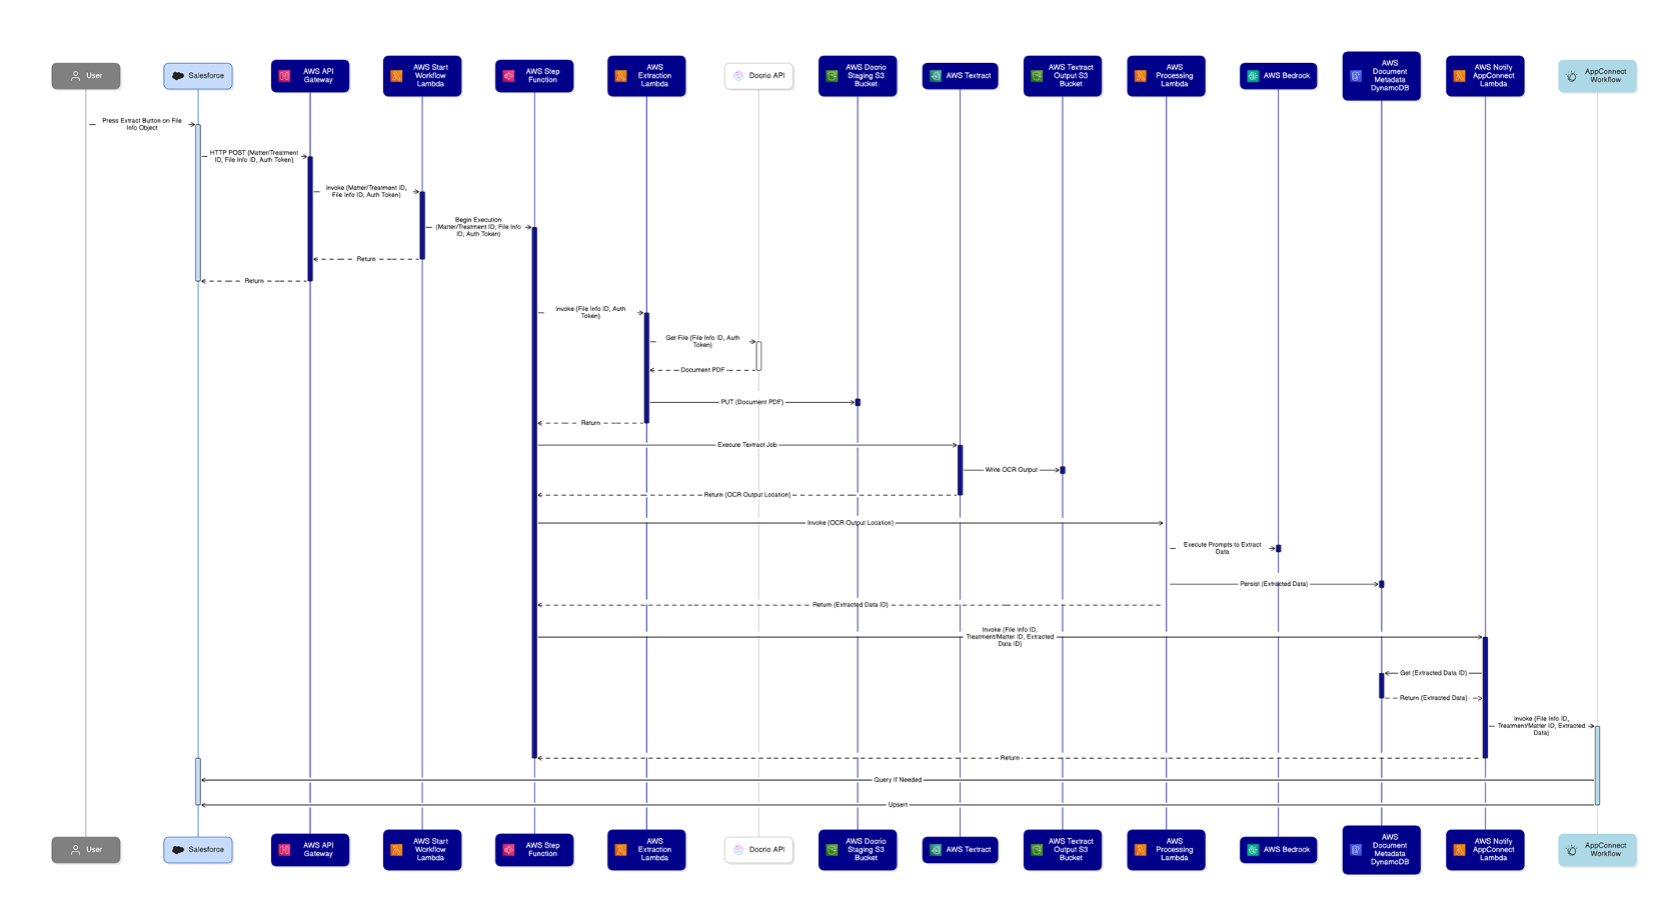 User
Salesforce
AWS API
Gateway
AWS Start
Workflow
Lambda
AWS Step
Function
AWS
Extraction
Lambda
Docrio API
AWS Docrio
Staging S3
Bucket
AWS Textract
AWS Textract
Output S3
Bucket
AWS
Processing
Lambda
AWS Bedrock
AWS
Document
Metadata
DynamoDB
AWS Notify
AppConnect
Lambda
AppConnect
Workflow
Press Extract Button on File
Info Object
HTTP POST (Matter/Treatment
ID, File Info ID, Auth Token)
Invoke (Matter/Treatment ID,
File Info ID, Auth Token)
Begin Execution
(Matter/Treatment ID, File Info
ID, Auth Token)
Return
Return
Invoke (File Info ID, Auth
Token)
Get File (File Info ID, Auth
Token)
Document PDF
PUT (Document PDF)
Return
Execute Textract Job
Write OCR Output
Return (OCR Output Location)
Invoke (OCR Output Location)
Execute Prompts to Extract
Data
Persist (Extracted Data)
Return (Extracted Data ID)
Invoke (File Info ID,
Treatment/Matter ID, Extracted
Data ID)
Get (Extracted Data ID)
Return (Extracted Data)
Invoke (File Info ID,
Treatment/Matter ID, Extracted
Data)
Return
Query If Needed
Upsert
User
Salesforce
AWS API
Gateway
AWS Start
Workflow
Lambda
AWS Step
Function
AWS
Extraction
Lambda
Docrio API
AWS Docrio
Staging S3
Bucket
AWS Textract
AWS Textract
Output S3
Bucket
AWS
Processing
Lambda
AWS Bedrock
AWS
Document
Metadata
DynamoDB
AWS Notify
AppConnect
Lambda
AppConnect
Workflow